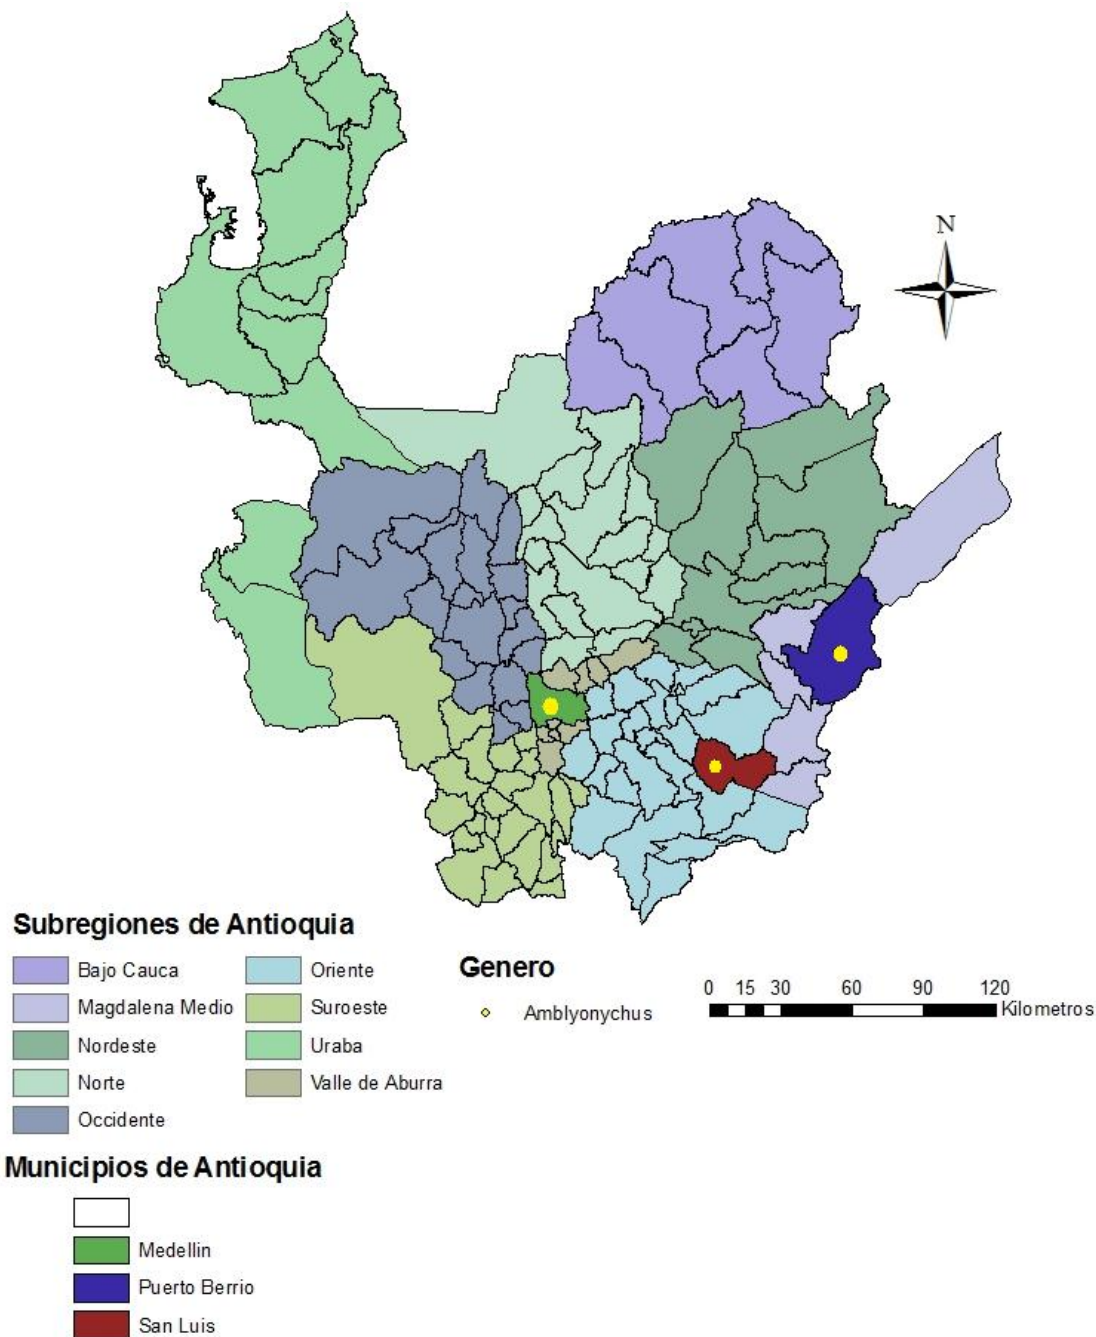 N
Subregiones de Antioquia
Bajo Cauca
Magdalena Medio
Nordeste
Norte
Occidente
Oriente
Suroeste
Uraba
Valle de Aburra
Genero
Amblyonychus
0 15 30 60 90 120
Kilometros
Municipios de Antioquia
Medellin
Puerto Berrio
San Luis